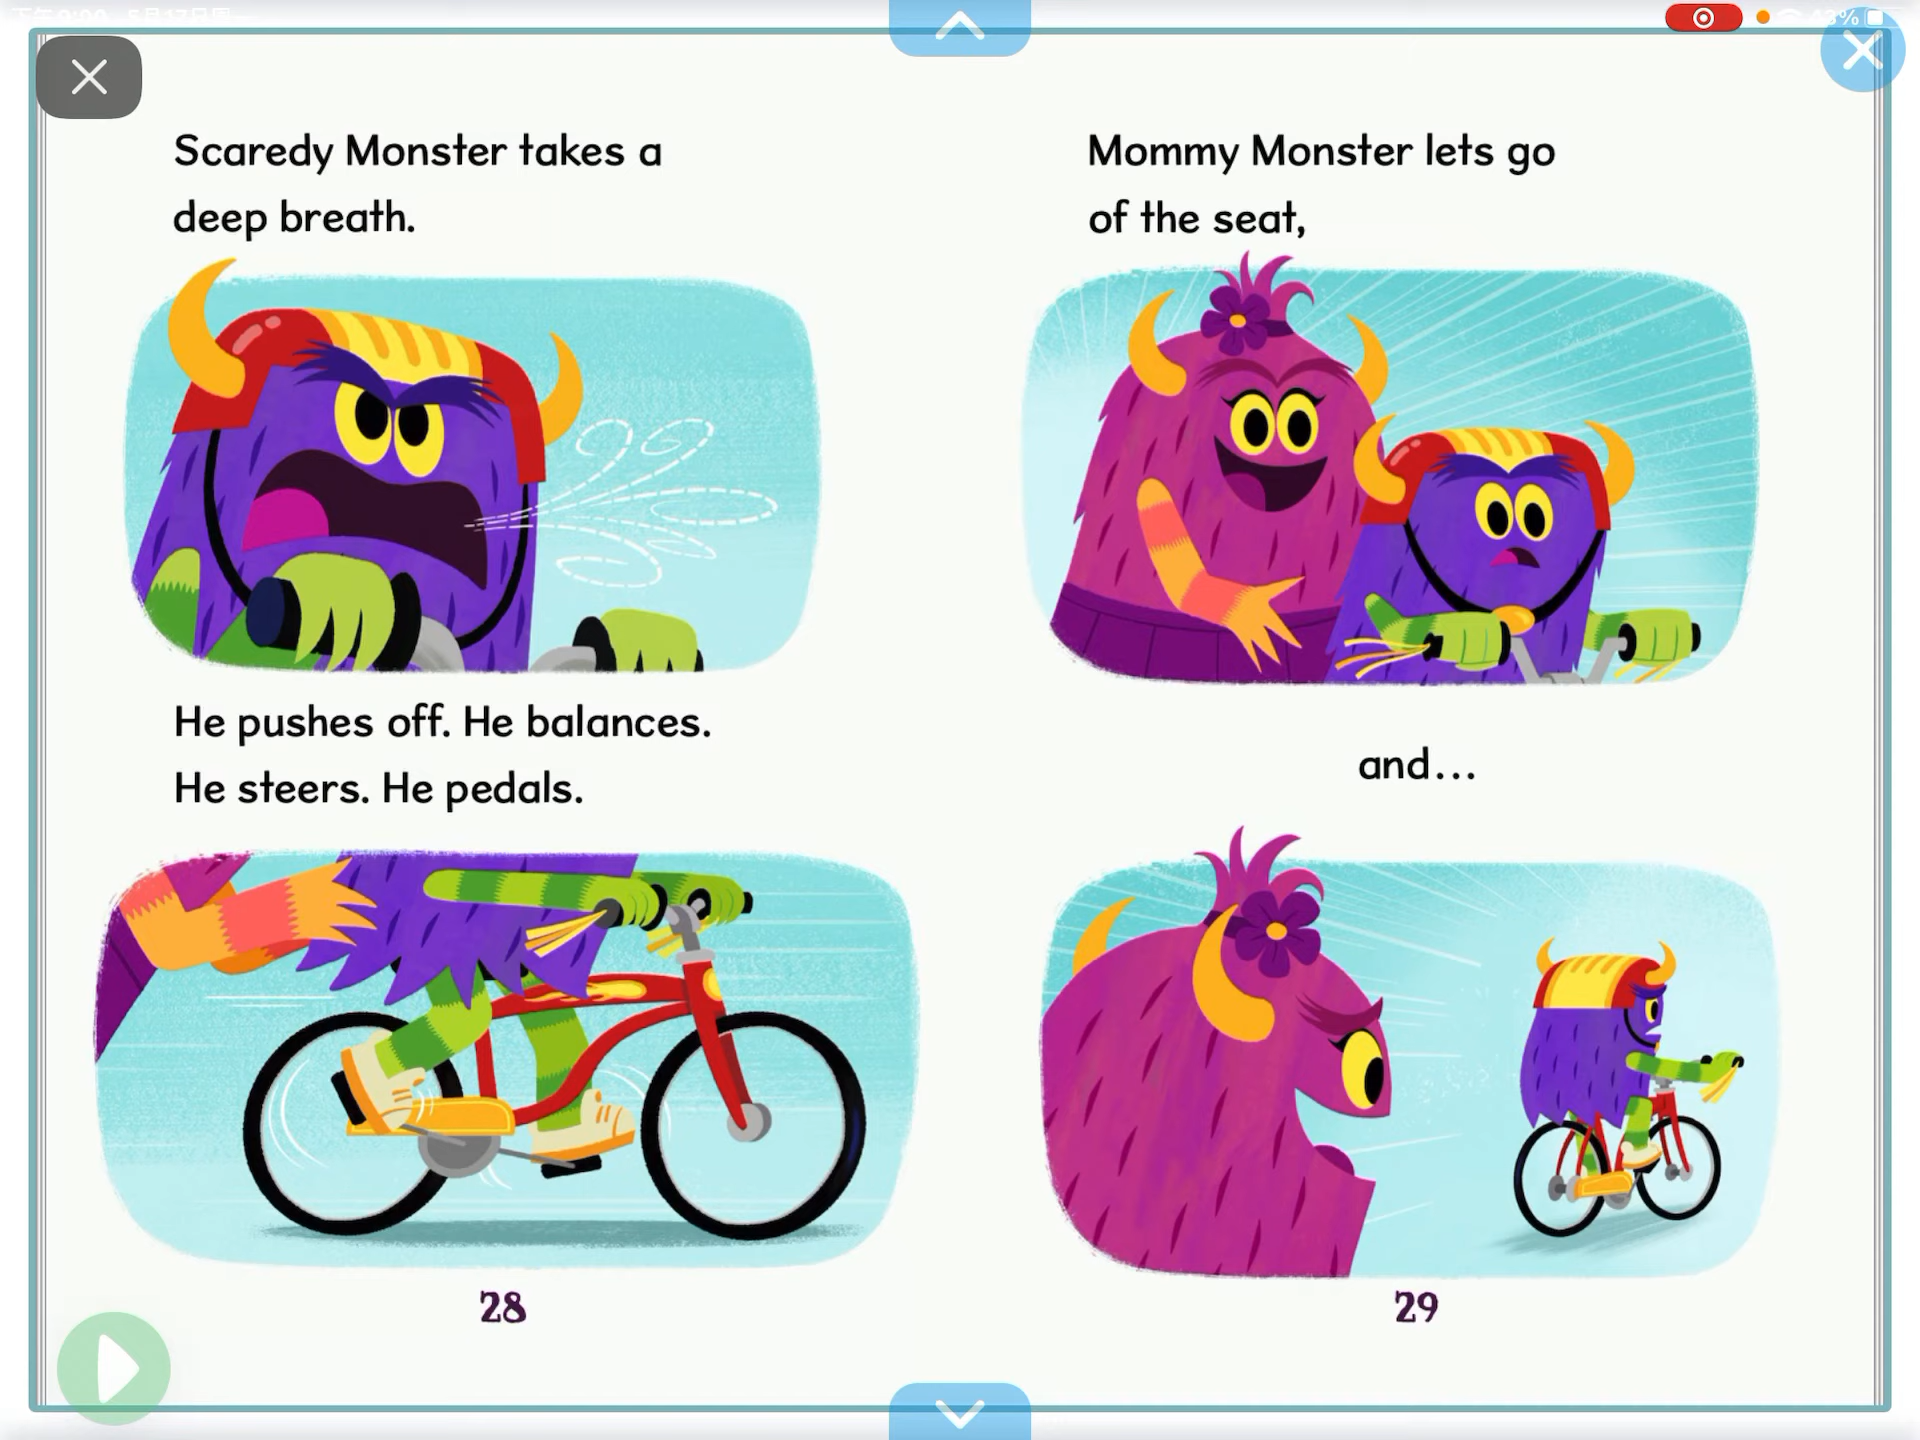 Scaredy Monster takes a
deep breath.
He pushes off. He balances.
He steers. He pedals.
28
Mommy Monster lets go
of the seat,
and...
29